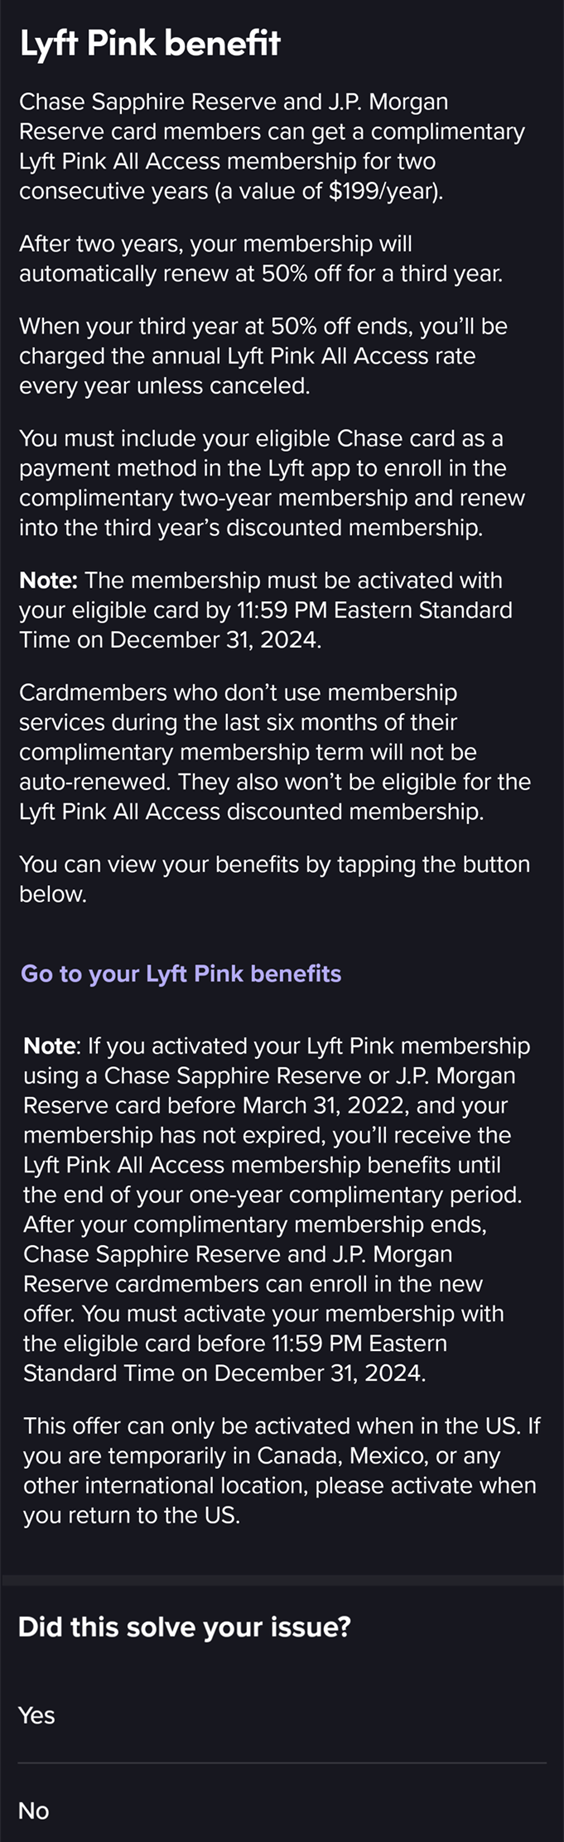 Lyft Pink benefit
Chase Sapphire Reserve and J.P. Morgan
Reserve card members can get a complimentary
Lyft Pink All Access membership for two
consecutive years (a value of $199/year).
After two years, your membership will
automatically renew at 50% off for a third year.
When your third year at 50% off ends, you’ll be
charged the annual Lyft Pink All Access rate
every year unless canceled.
You must include your eligible Chase card as a
payment method in the Lyft app to enroll in the
complimentary two-year membership and renew
into the third year’s discounted membership.
Note: The membership must be activated with
your eligible card by 11:59 PM Eastern Standard
Time on December 31, 2024.
Cardmembers who don’t use membership
services during the last six months of their
complimentary membership term will not be
auto-renewed. They also won’t be eligible for the
Lyft Pink All Access discounted membership.
You can view your benefits by tapping the button
below.
Go to your Lyft Pink benefits
Note: If you activated your Lyft Pink membership
using a Chase Sapphire Reserve or J.P. Morgan
Reserve card before March 31, 2022, and your
membership has not expired, you’ll receive the
Lyft Pink All Access membership benefits until
the end of your one-year complimentary period.
After your complimentary membership ends,
Chase Sapphire Reserve and J.P. Morgan
Reserve cardmembers can enroll in the new
offer. You must activate your membership with
the eligible card before 11:59 PM Eastern
Standard Time on December 31, 2024.
This offer can only be activated when in the US. If
you are temporarily in Canada, Mexico, or any
other international location, please activate when
you return to the US.
Did this solve your issue?
Yes
No